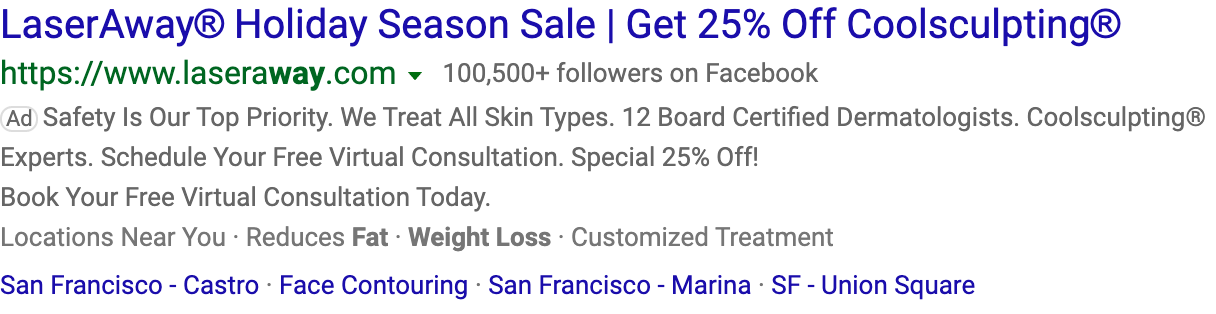 LaserAway® Holiday Season Sale | Get 25% Off Coolsculpting®
https://www.laseraway.com 100,500+ followers on Facebook
Ad Safety Is Our Top Priority. We Treat All Skin Types. 12 Board Certified Dermatologists. Coolsculpting®
Experts. Schedule Your Free Virtual Consultation. Special 25% Off!
Book Your Free Virtual Consultation Today.
Locations Near You · Reduces Fat · Weight Loss · Customized Treatment
San Francisco - Castro · Face Contouring · San Francisco - Marina · SF - Union Square